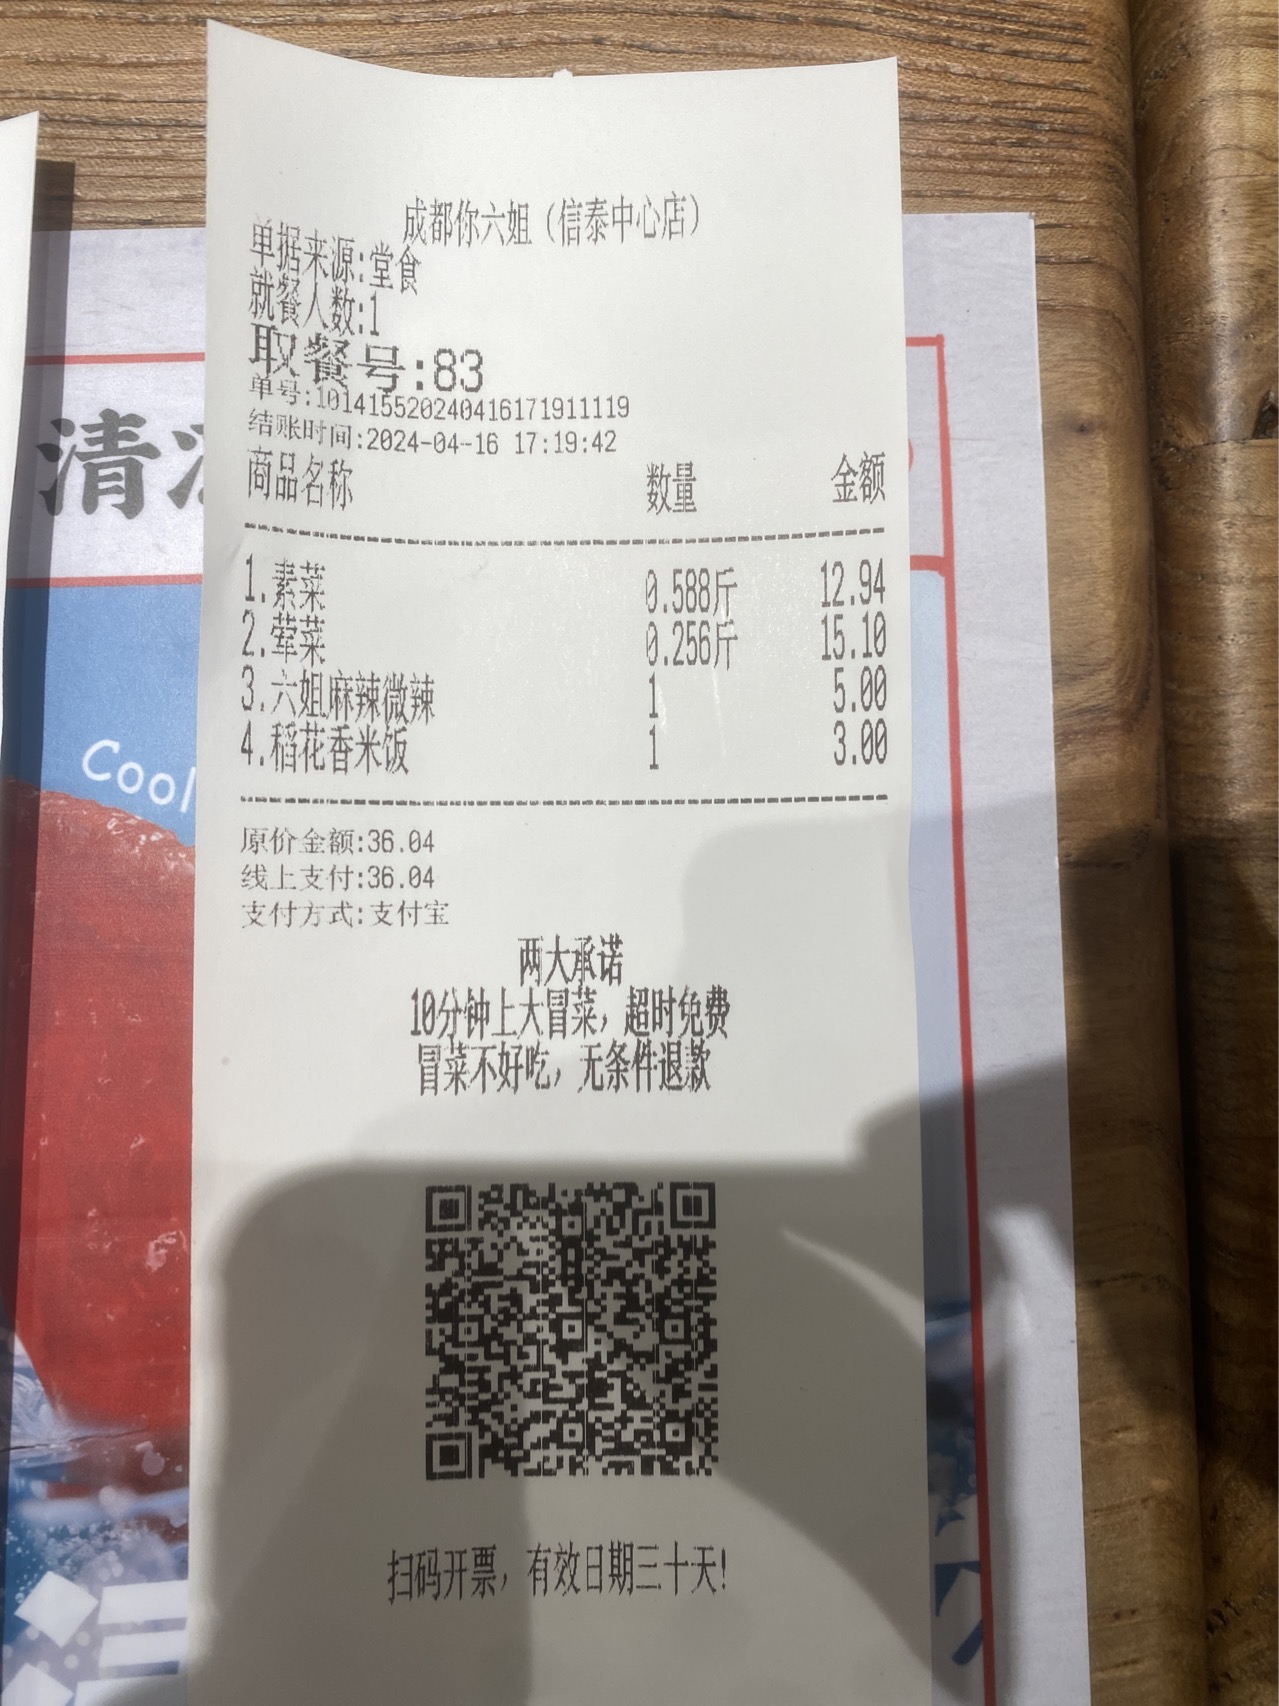 成都你六姐（信泰中心店）
单据来源:堂食
就餐人数:1
取餐号:83
单号:10141552024041617191​1119
结账时间:2024-04-16 17:19:42
商品名称 数量 金额
1.素菜 0.588斤 12.94
2.荤菜 0.256斤 15.10
3.六姐麻辣微辣 1 5.00
4.稻花香米饭 1 3.00
原价金额:36.04
线上支付:36.04
支付方式:支付宝
两大承诺
10分钟上大冒菜，超时免费
冒菜不好吃，无条件退款
扫码开票，有效日期三十天!
清
Cool